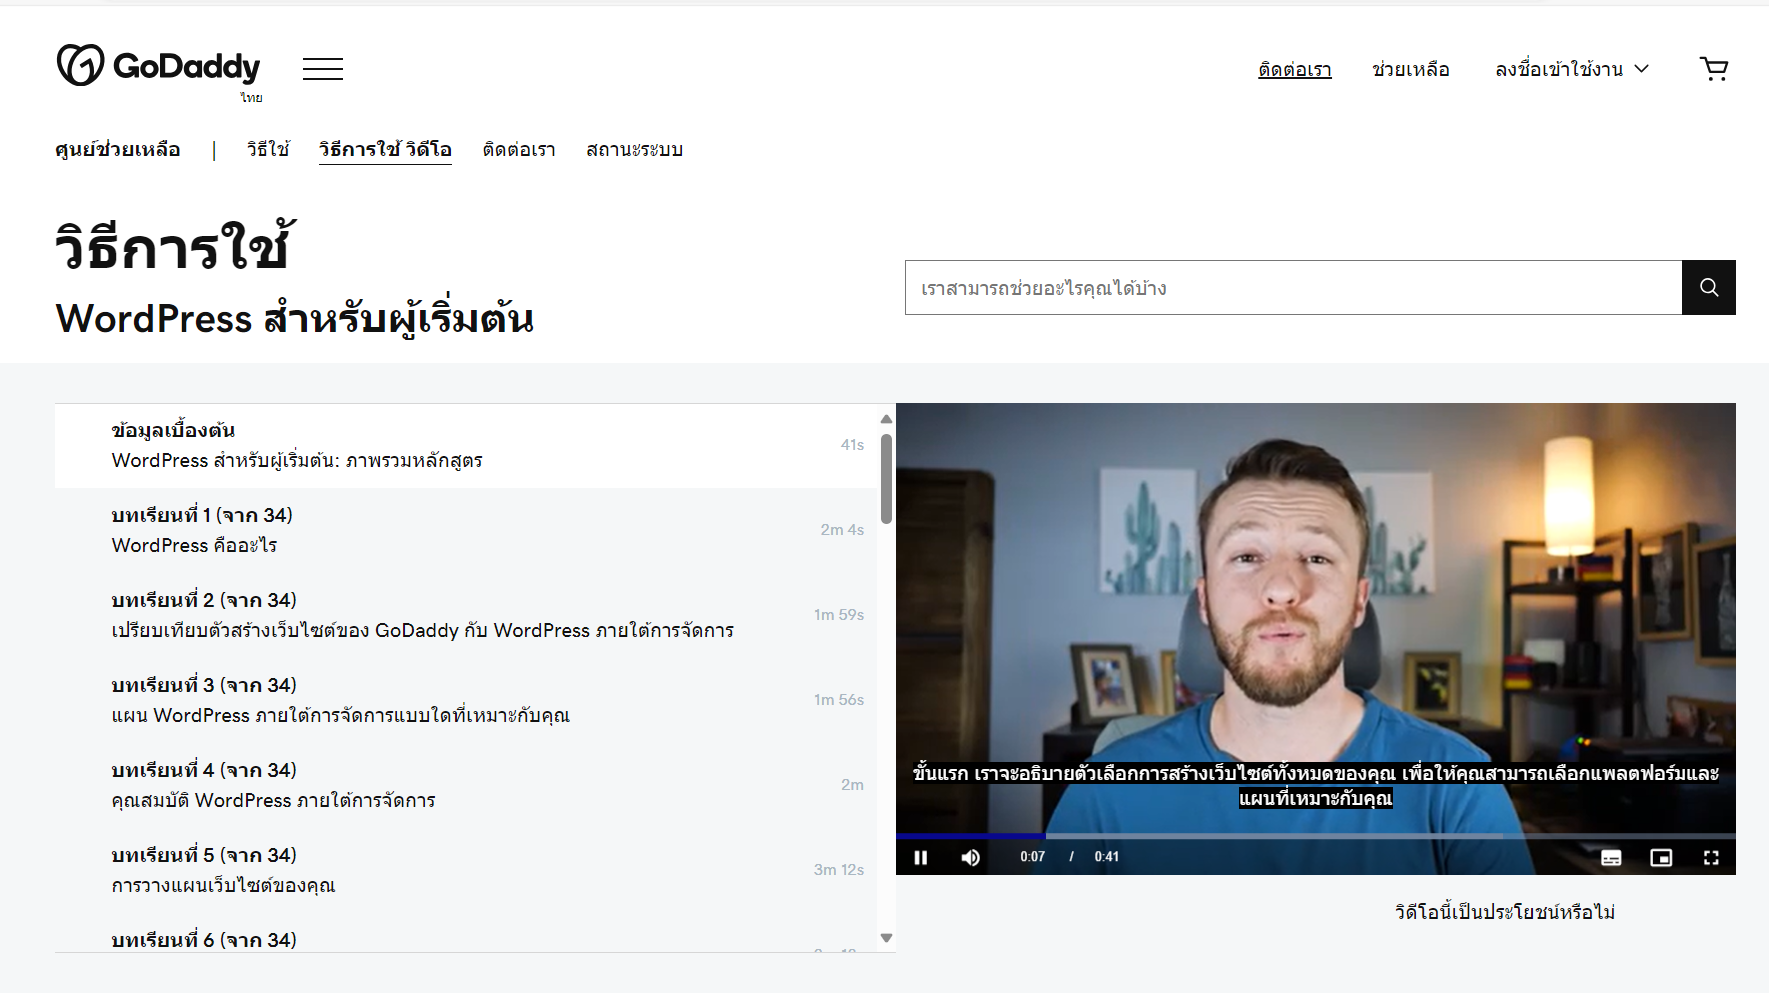 GoDaddy
ไทย
ติดต่อเรา
ช่วยเหลือ
ลงชื่อเข้าใช้งาน
ศูนย์ช่วยเหลือ | วิธีใช้ วิธีการใช้ วิดีโอ ติดต่อเรา สถานะระบบ
วิธีการใช้
WordPress สำหรับผู้เริ่มต้น
เราสามารถช่วยอะไรคุณได้บ้าง
ข้อมูลเบื้องต้น
WordPress สำหรับผู้เริ่มต้น: ภาพรวมหลักสูตร
41s
บทเรียนที่ 1 (จาก 34)
WordPress คืออะไร
2m 4s
บทเรียนที่ 2 (จาก 34)
เปรียบเทียบตัวสร้างเว็บไซต์ของ GoDaddy กับ WordPress ภายใต้การจัดการ
1m 59s
บทเรียนที่ 3 (จาก 34)
แผน WordPress ภายใต้การจัดการแบบใดที่เหมาะกับคุณ
1m 56s
บทเรียนที่ 4 (จาก 34)
คุณสมบัติ WordPress ภายใต้การจัดการ
2m
บทเรียนที่ 5 (จาก 34)
การวางแผนเว็บไซต์ของคุณ
3m 12s
บทเรียนที่ 6 (จาก 34)
ขั้นแรก เราจะอธิบายตัวเลือกการสร้างเว็บไซต์ทั้งหมดของคุณ เพื่อให้คุณสามารถเลือกแพลตฟอร์มและ
แผนที่เหมาะกับคุณ
0:07 / 0:41
วิดีโอนี้เป็นประโยชน์หรือไม่